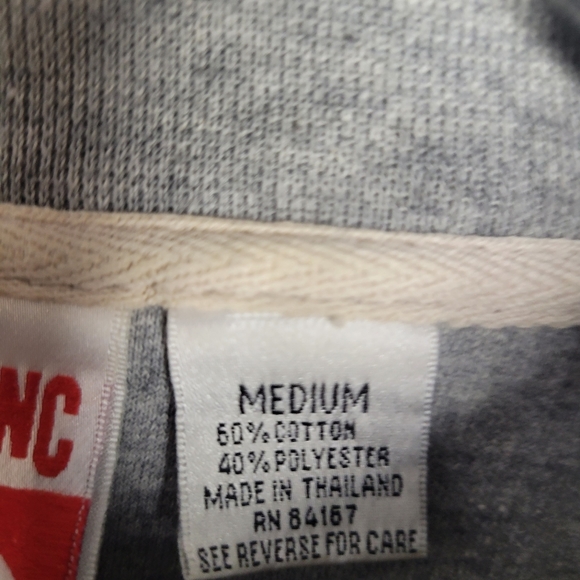 NC
MEDIUM
60% COTTON
40% POLYESTER
MADE IN THAILAND
RN 84167
SEE REVERSE FOR CARE